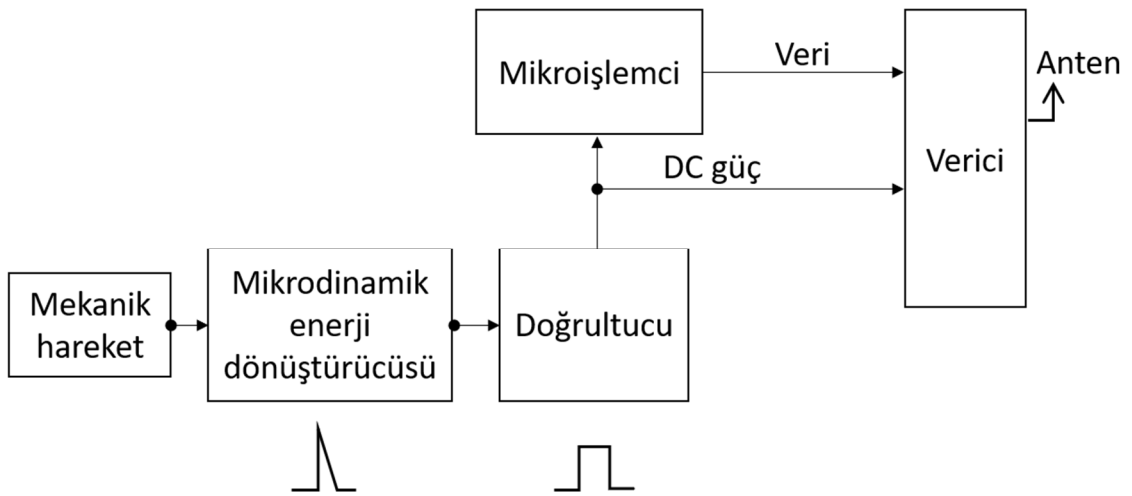 Mikroişlemci
Veri
Anten
Verici
DC güç
Mekanik
hareket
Mikrodinamik
enerji
dönüştürücüsü
Doğrultucu